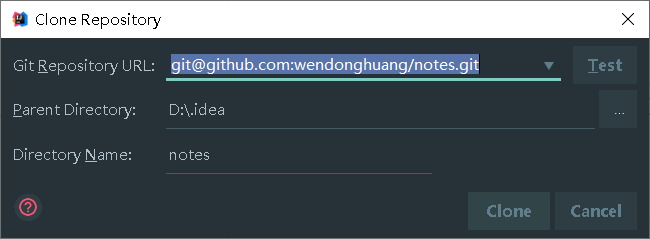 Clone Repository
Git Repository URL: git@github.com:wendonghuang/notes.git Test
Parent Directory: D:\.idea ...
Directory Name: notes
? Clone Cancel